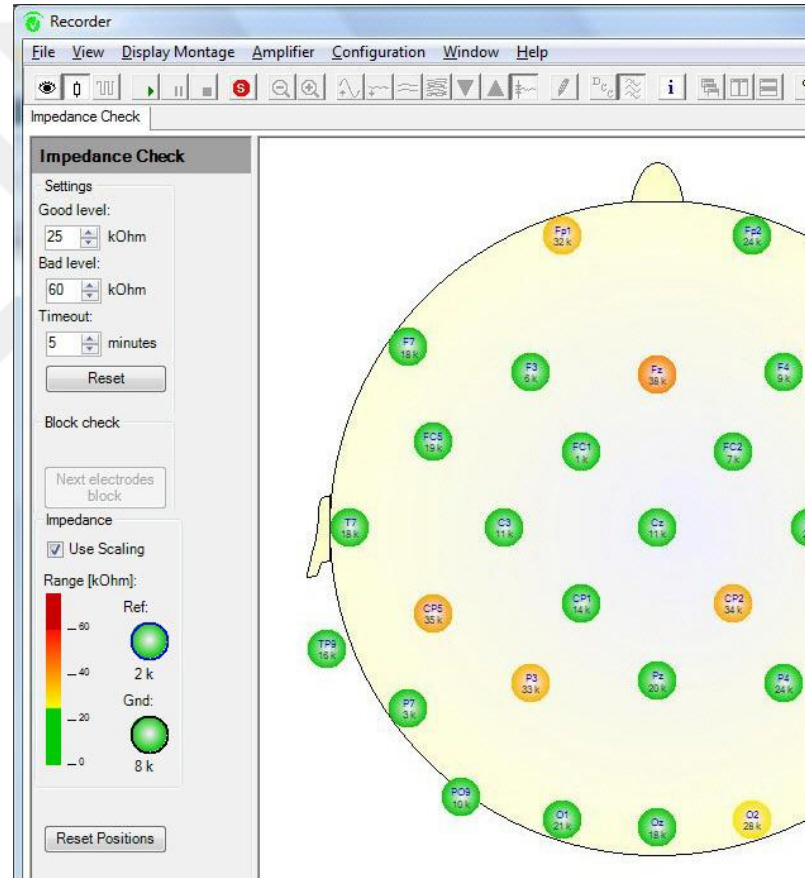 Recorder
File View Display Montage Amplifier Configuration Window Help
Impedance Check
Impedance Check
Settings
Good level:
25 kOhm
Bad level:
60 kOhm
Timeout:
5 minutes
Reset
Block check
Next electrodes
block
Impedance
Use Scaling
Range [kOhm]:
Ref:
60
40
20
0
2 k
Gnd:
8 k
Reset Positions
Fp1
32 k
Fp2
24 k
F7
18 k
F3
6 k
Fz
38 k
F4
9 k
FC5
19 k
FC1
1 k
FC2
7 k
T7
18 k
C3
11 k
Cz
11 k
CP5
35 k
CP1
14 k
CP2
34 k
TP9
16 k
P7
3 k
P3
33 k
Pz
20 k
P4
24 k
PO9
10 k
O1
21 k
Oz
18 k
O2
28 k